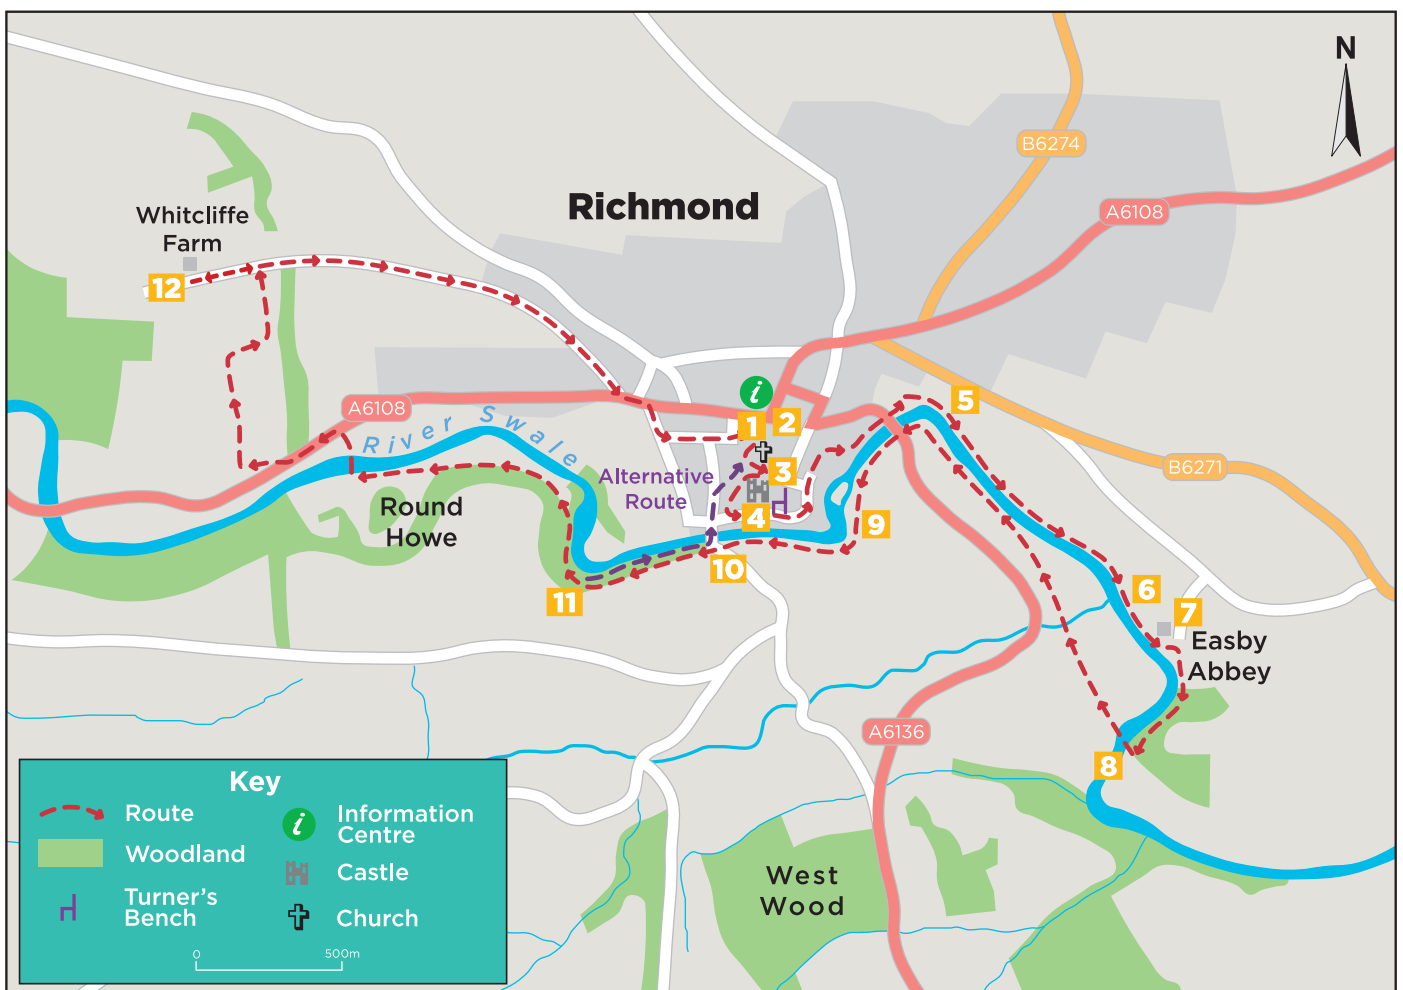 N
B6274
Richmond
A6108
Whitcliffe
Farm
12
A6108
River Swale
1
2
5
3
Alternative
Route
B6271
Round
Howe
4
9
10
11
6
7
Easby
Abbey
A6136
8
West
Wood
Key
Route
Woodland
Turner's
Bench
Information
Centre
Castle
Church
0
500m